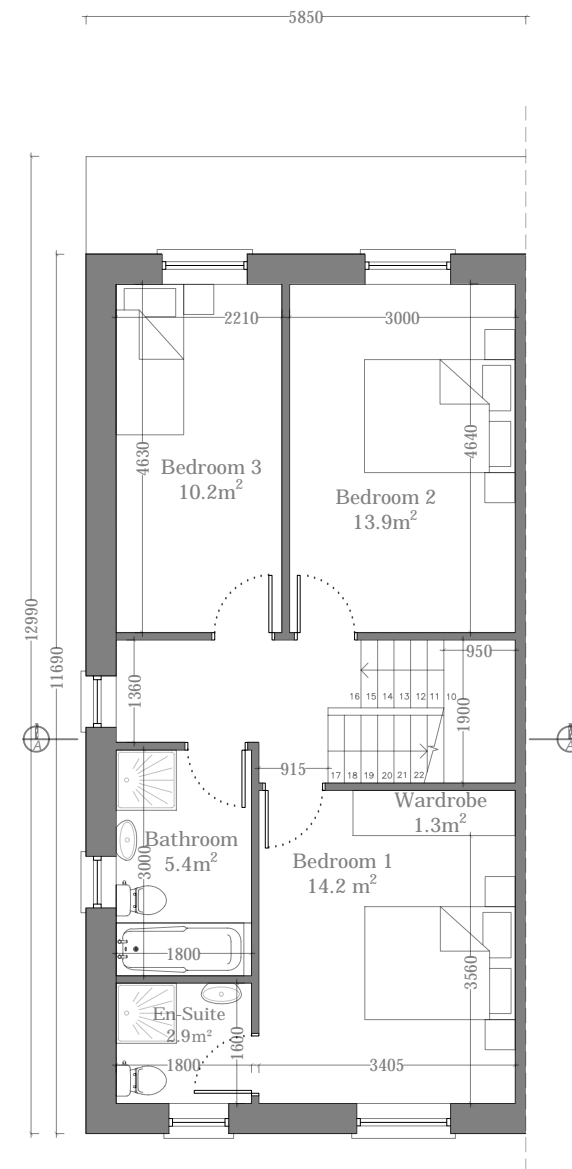 5850
2210
3000
4630
4640
Bedroom 3
10.2m²
Bedroom 2
13.9m²
12990
11690
1360
950
16 15 14 13 12 11 10
1900
A
A
915
17 18 19 20 21 22
Wardrobe
1.3m²
Bathroom
5.4m²
3000
Bedroom 1
14.2 m²
1800
3560
En-Suite
2.9m²
1600
1800
3405